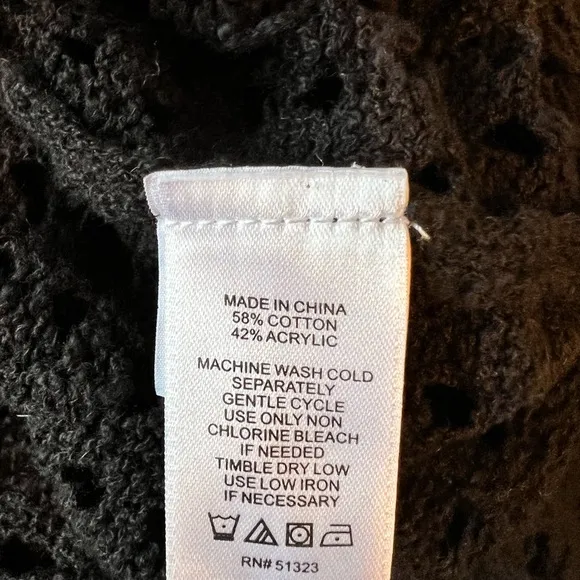 MADE IN CHINA
58% COTTON
42% ACRYLIC
MACHINE WASH COLD
SEPARATELY
GENTLE CYCLE
USE ONLY NON
CHLORINE BLEACH
IF NEEDED
TIMBLE DRY LOW
USE LOW IRON
IF NECESSARY
RN# 51323